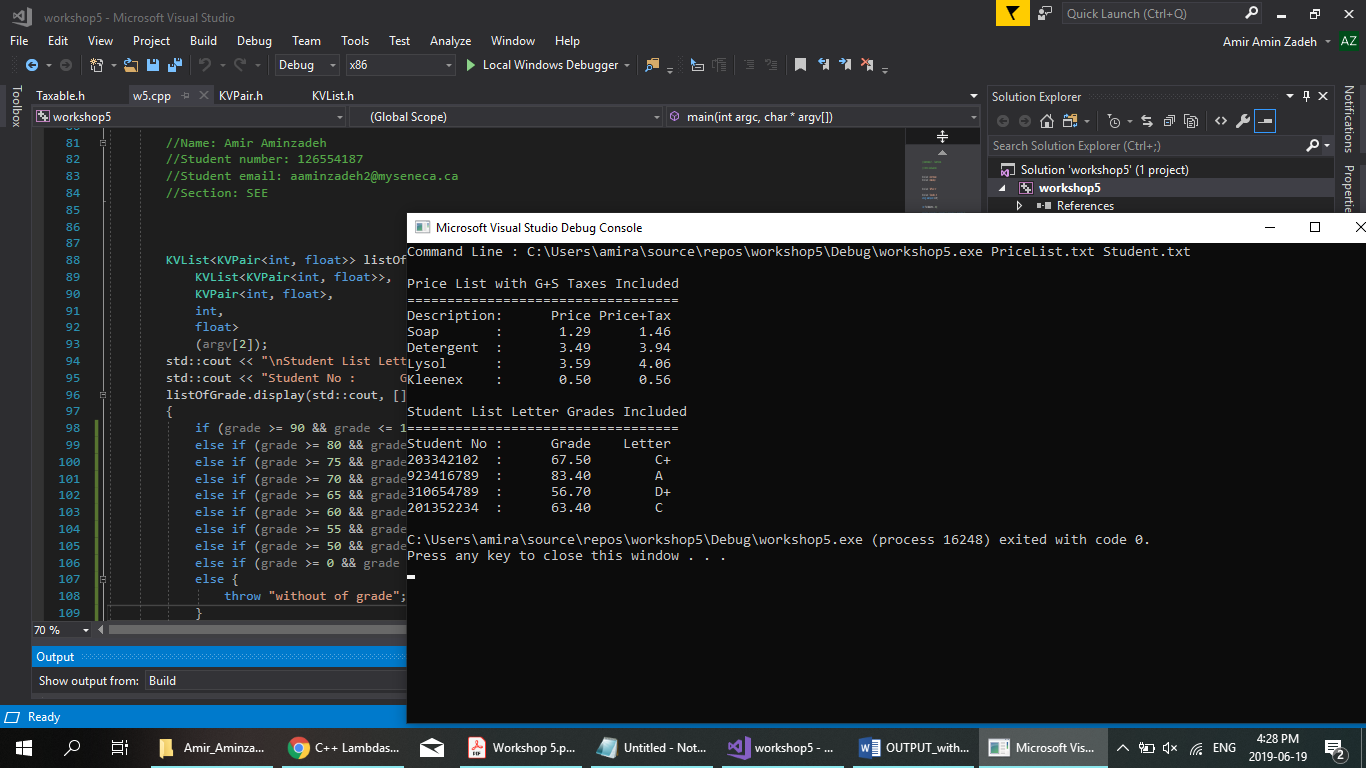 workshop5 - Microsoft Visual Studio
Quick Launch (Ctrl+Q)
File Edit View Project Build Debug Team Tools Test Analyze Window Help
Amir Amin Zadeh AZ
Debug x86 Local Windows Debugger
Toolbox
Taxable.h w5.cpp KVPair.h KVList.h
workshop5 (Global Scope) main(int argc, char * argv[])
81 //Name: Amir Aminzadeh
82 //Student number: 126554187
83 //Student email: aaminzadeh2@myseneca.ca
84 //Section: SEE
85
86
87
88 KVList<KVPair<int, float>> listOf
89 KVList<KVPair<int, float>>,
90 KVPair<int, float>,
91 int,
92 float>
93 (argv[2]);
94 std::cout << "\nStudent List Lett
95 std::cout << "Student No : G
96 listOfGrade.display(std::cout, []
97 {
98 if (grade >= 90 && grade <= 1
99 else if (grade >= 80 && grade
100 else if (grade >= 75 && grade
101 else if (grade >= 70 && grade
102 else if (grade >= 65 && grade
103 else if (grade >= 60 && grade
104 else if (grade >= 55 && grade
105 else if (grade >= 50 && grade
106 else if (grade >= 0 && grade
107 else {
108 throw "without of grade";
109 }
70 %
Output
Show output from: Build
Ready
Solution Explorer
Search Solution Explorer (Ctrl+;)
Solution 'workshop5' (1 project)
workshop5
References
Notifications
Propertie
Microsoft Visual Studio Debug Console
Command Line : C:\Users\amira\source\repos\workshop5\Debug\workshop5.exe PriceList.txt Student.txt
Price List with G+S Taxes Included
==================================
Description: Price Price+Tax
Soap : 1.29 1.46
Detergent : 3.49 3.94
Lysol : 3.59 4.06
Kleenex : 0.50 0.56
Student List Letter Grades Included
==================================
Student No : Grade Letter
203342102 : 67.50 C+
923416789 : 83.40 A
310654789 : 56.70 D+
201352234 : 63.40 C
C:\Users\amira\source\repos\workshop5\Debug\workshop5.exe (process 16248) exited with code 0.
Press any key to close this window . . .
Amir_Aminza... C++ Lambdas... Workshop 5.p... Untitled - Not... workshop5 - ... OUTPUT_with... Microsoft Vis... ENG
4:28 PM
2019-06-19
2